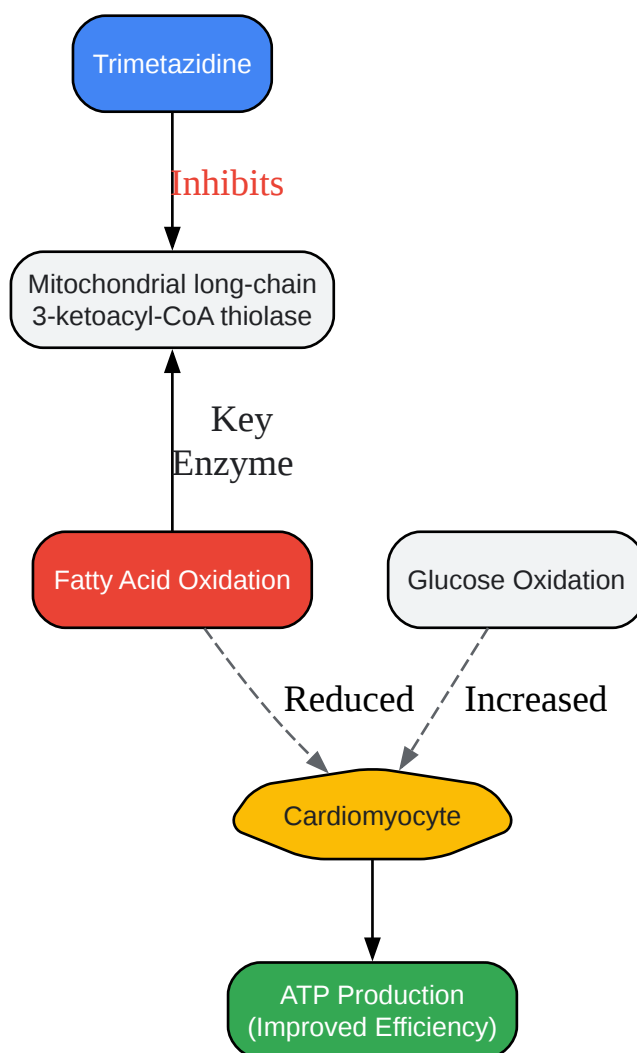 Trimetazidine
Inhibits
Mitochondrial long-chain
3-ketoacyl-CoA thiolase
Key
Enzyme
Fatty Acid Oxidation
Glucose Oxidation
Reduced
Increased
Cardiomyocyte
ATP Production
(Improved Efficiency)